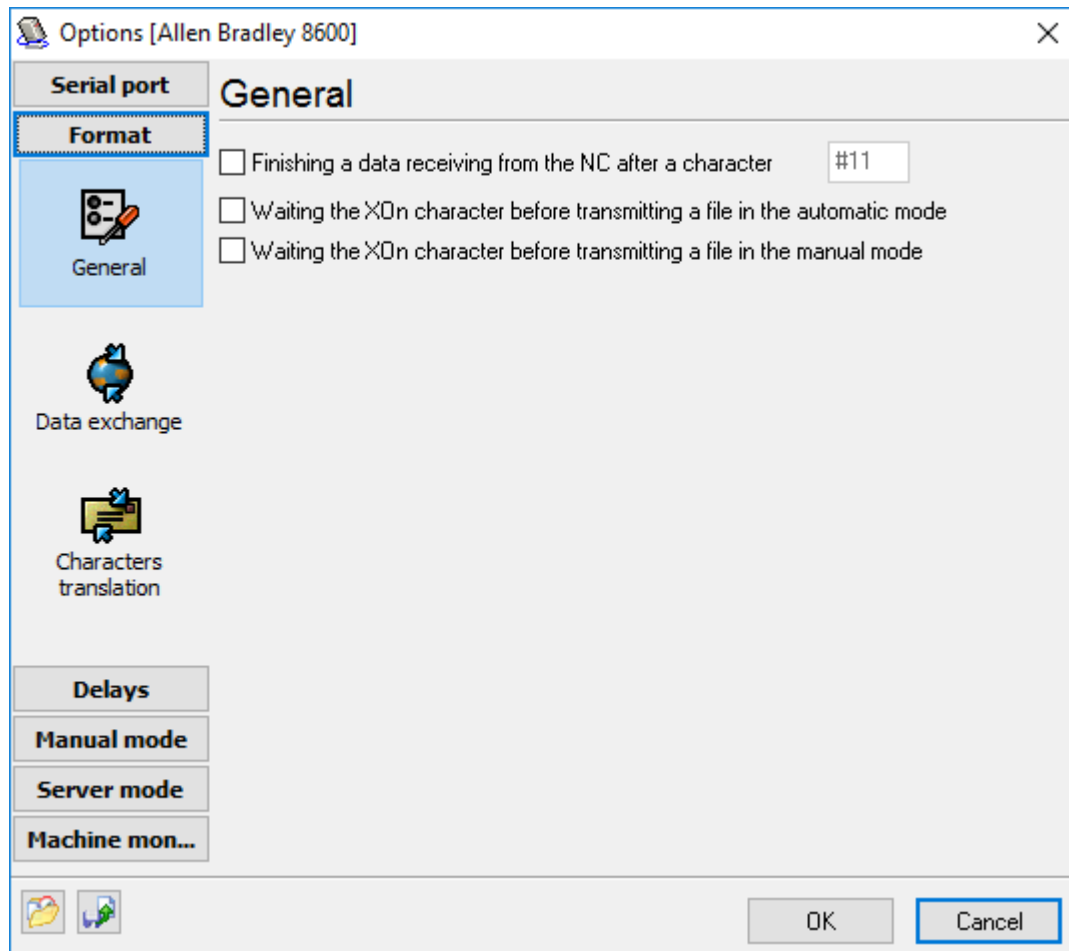 Options [Allen Bradley 8600]
Serial port
Format
General
Data exchange
Characters
translation
Delays
Manual mode
Server mode
Machine mon...
General
Finishing a data receiving from the NC after a character #11
Waiting the XOn character before transmitting a file in the automatic mode
Waiting the XOn character before transmitting a file in the manual mode
OK
Cancel